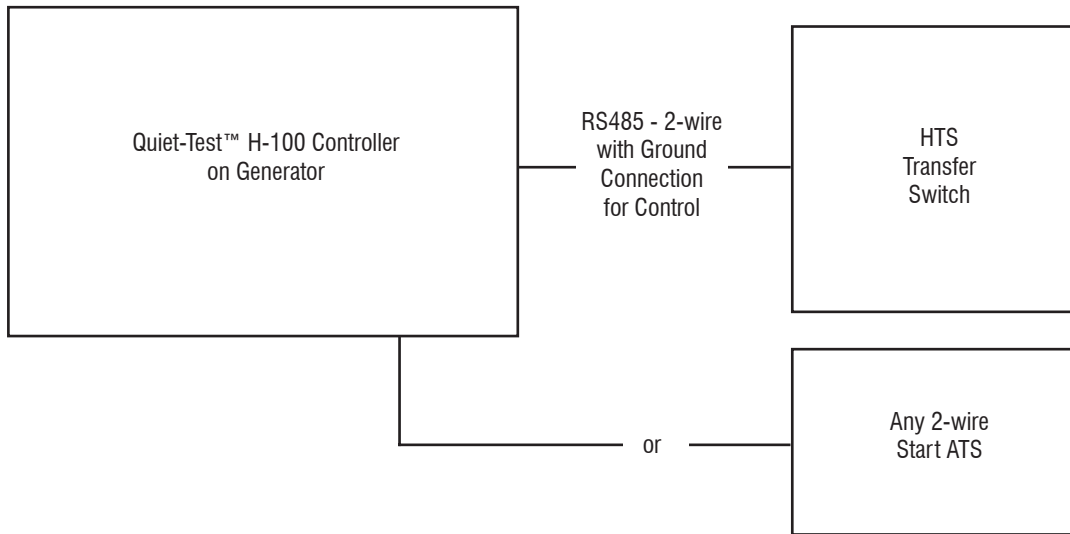 Quiet-Test™ H-100 Controller
on Generator
RS485 - 2-wire
with Ground
Connection
for Control
HTS
Transfer
Switch
or
Any 2-wire
Start ATS